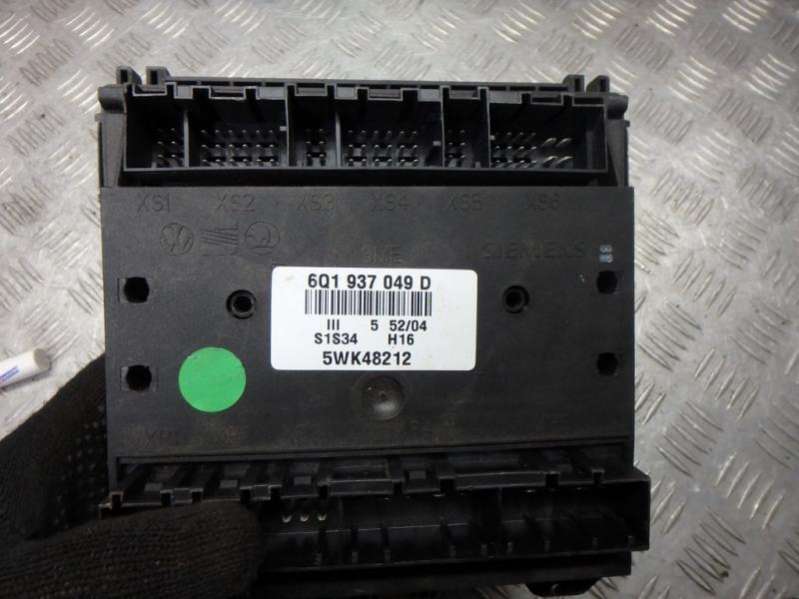 XS1 XS2 XS3 XS4 XS5 XS6
SIEMENS
6Q1 937 049 D
III 5 52/04
S1S34 H16
5WK48212